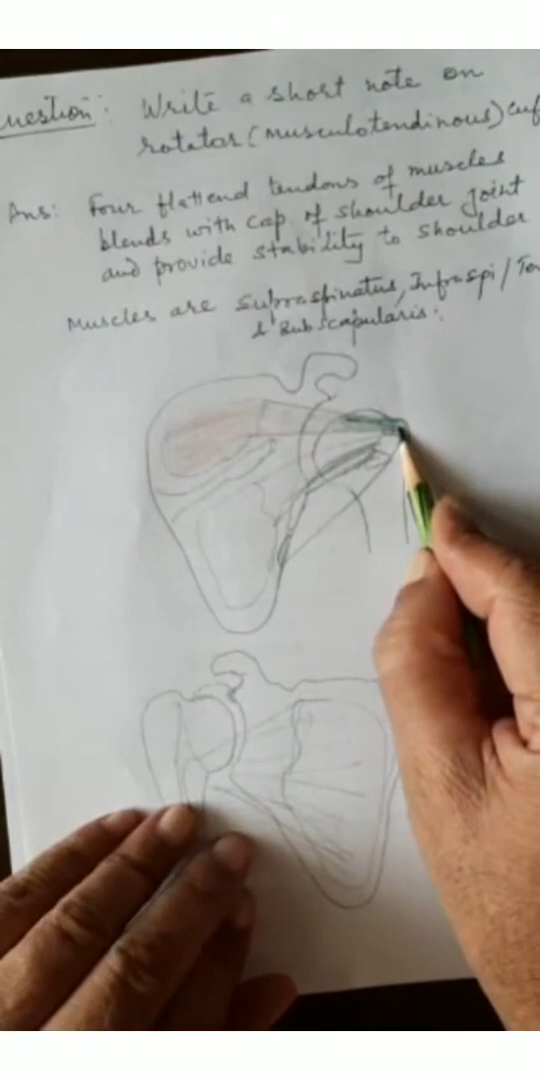 uestion: Write a short note on
rotator (musculotendinous) cuf
Ans: Four flattend tendons of muscles
blends with cap of shoulder joint
and provide stability to shoulder
Muscles are Supraspinatus, Infraspi / Te
& Subscapularis.